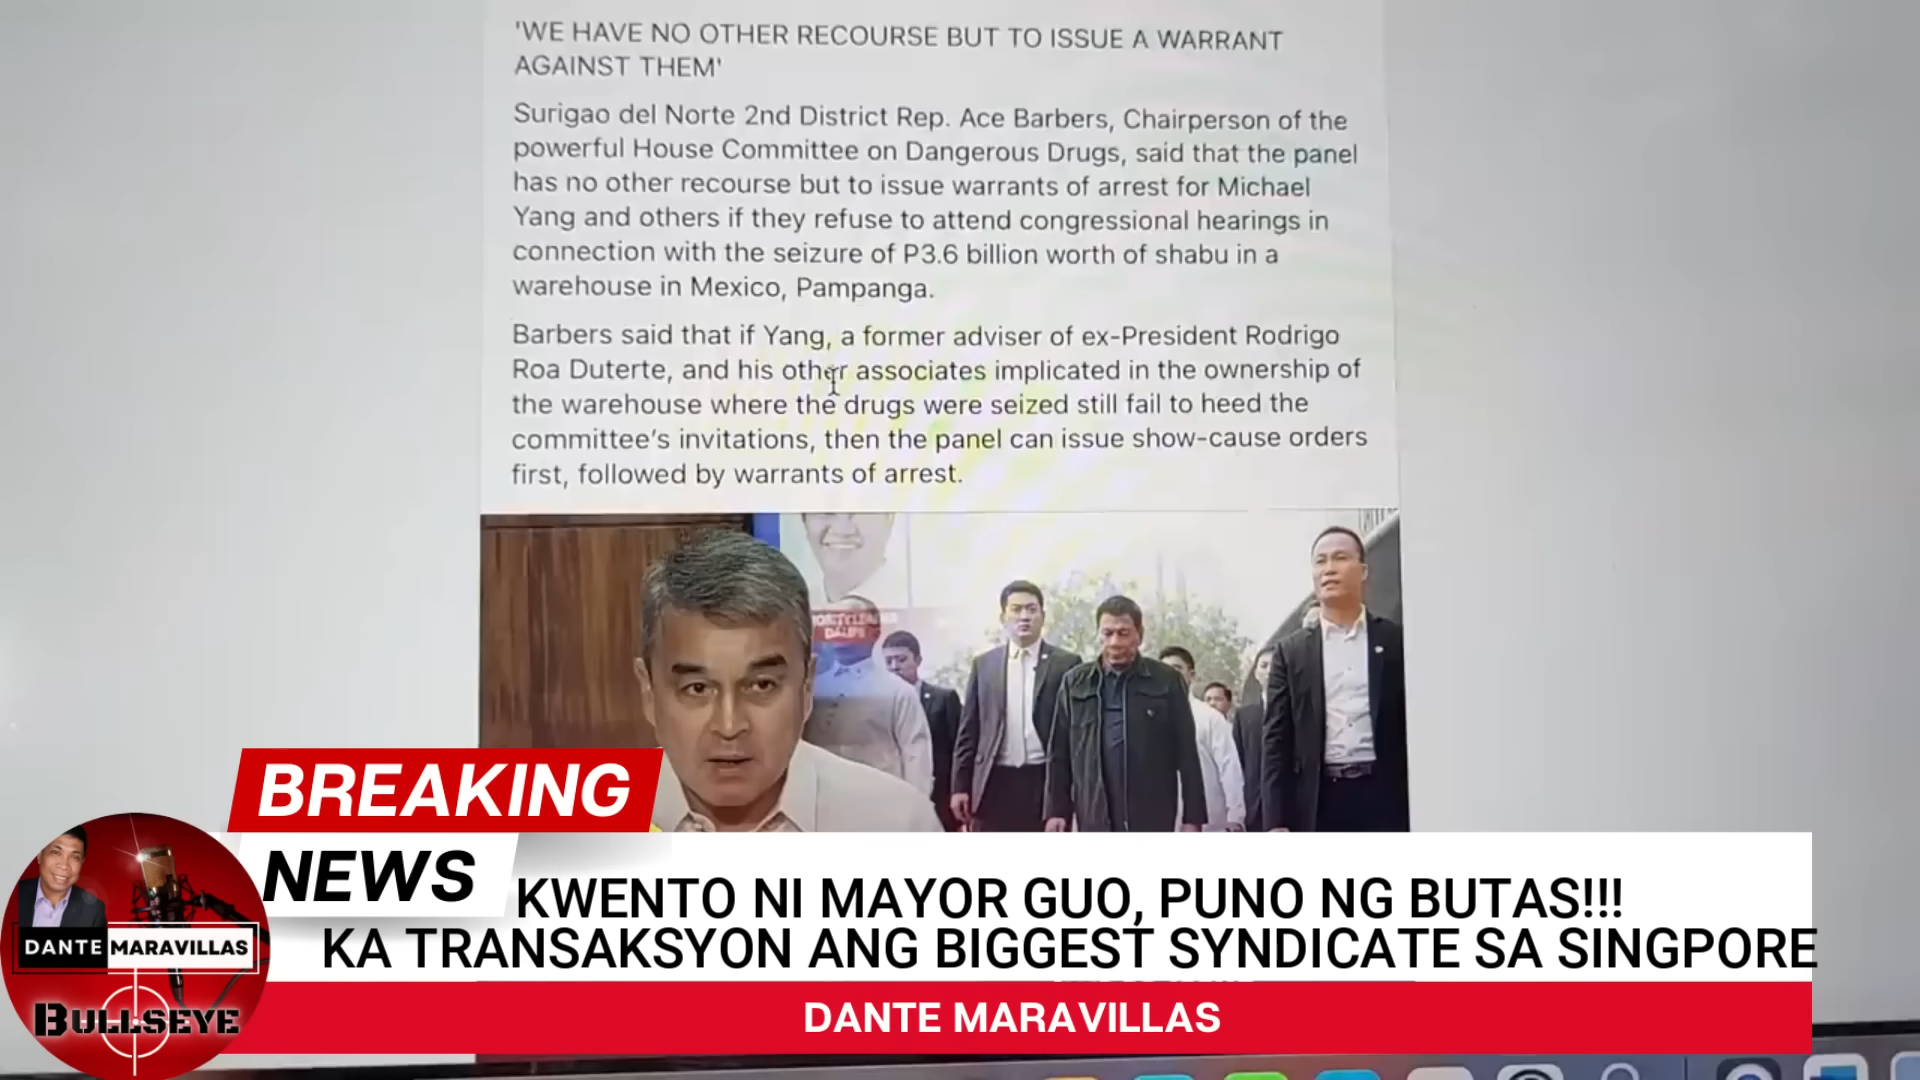 'WE HAVE NO OTHER RECOURSE BUT TO ISSUE A WARRANT
AGAINST THEM'
Surigao del Norte 2nd District Rep. Ace Barbers, Chairperson of the
powerful House Committee on Dangerous Drugs, said that the panel
has no other recourse but to issue warrants of arrest for Michael
Yang and others if they refuse to attend congressional hearings in
connection with the seizure of P3.6 billion worth of shabu in a
warehouse in Mexico, Pampanga.
Barbers said that if Yang, a former adviser of ex-President Rodrigo
Roa Duterte, and his other associates implicated in the ownership of
the warehouse where the drugs were seized still fail to heed the
committee's invitations, then the panel can issue show-cause orders
first, followed by warrants of arrest.
BREAKING
NEWS
KWENTO NI MAYOR GUO, PUNO NG BUTAS!!!
KA TRANSAKSYON ANG BIGGEST SYNDICATE SA SINGPORE
DANTE MARAVILLAS
DANTE MARAVILLAS
BULLSEYE